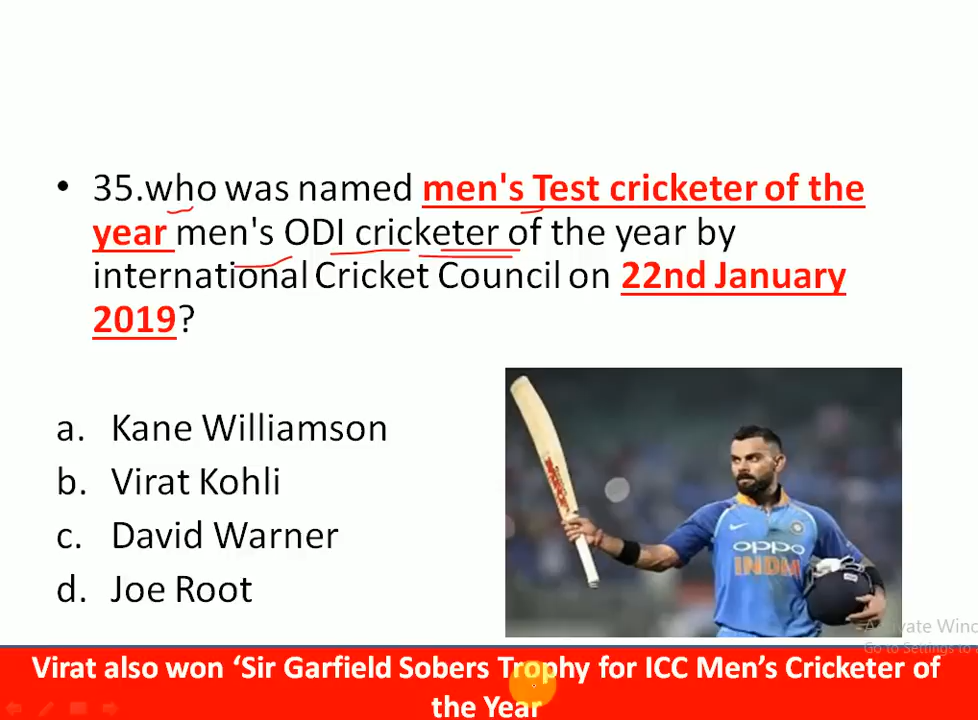 • 35.who was named men's Test cricketer of the
year men's ODI cricketer of the year by
international Cricket Council on 22nd January
2019?
a. Kane Williamson
b. Virat Kohli
c. David Warner
d. Joe Root
oppo
INDIA
Virat also won ‘Sir Garfield Sobers Trophy for ICC Men’s Cricketer of
the Year